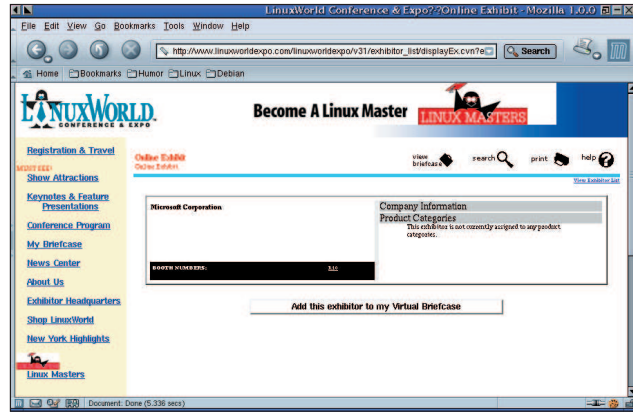 LinuxWorld Conference & Expo??Online Exhibit - Mozilla 1.0.0
File Edit View Go Bookmarks Tools Window Help
http://www.linuxworldexpo.com/linuxworldexpo/v31/exhibitor_list/displayEx.cvn?e
Search
Home Bookmarks Humor Linux Debian
LINUXWORLD.
CONFERENCE & EXPO
Become A Linux Master
LINUX MASTERS
Registration & Travel
MUST SEE!
Show Attractions
Keynotes & Feature
Presentations
Conference Program
My Briefcase
News Center
About Us
Exhibitor Headquarters
Shop LinuxWorld
New York Highlights
Linux Masters
Online Exhibit
Online Exhibit
view
briefcase
search
print
help
View Exhibitor List
Microsoft Corporation
BOOTH NUMBERS:
Company Information
Product Categories
This exhibitor is not currently assigned to any product
categories.
Add this exhibitor to my Virtual Briefcase
Document: Done (5.336 secs)